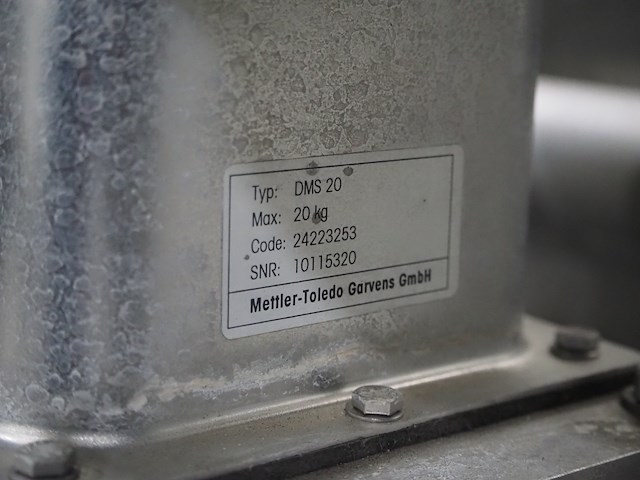 Typ: DMS 20
Max: 20 kg
Code: 24223253
SNR: 10115320
Mettler-Toledo Garvens GmbH